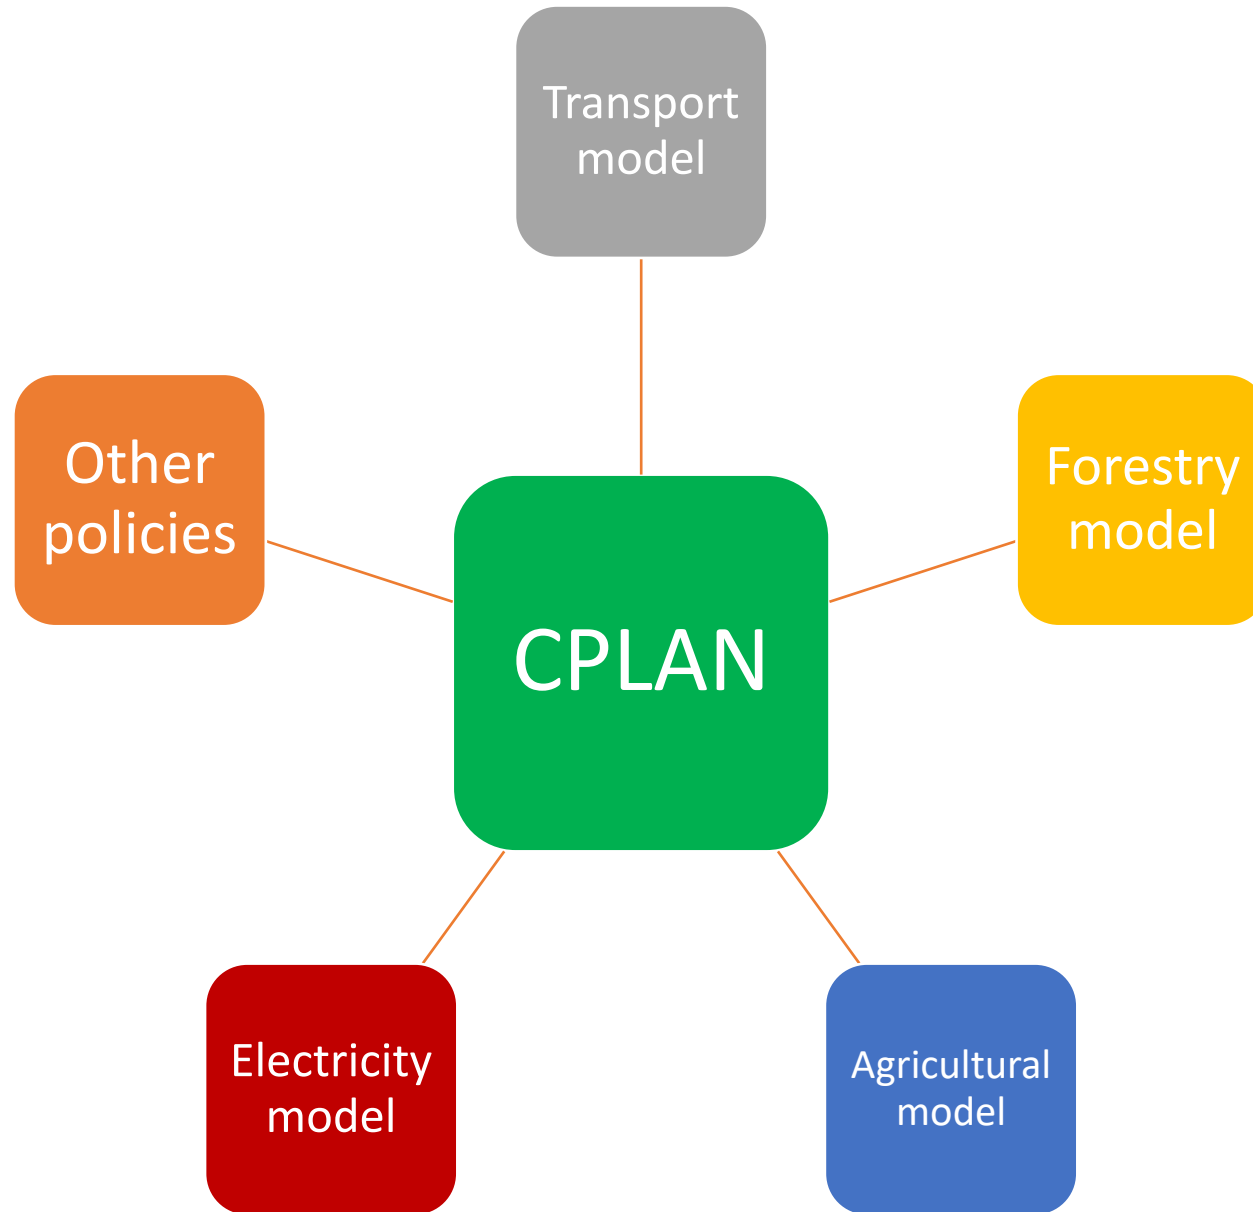 Transport
model
Other
policies
Forestry
model
CPLAN
Electricity
model
Agricultural
model